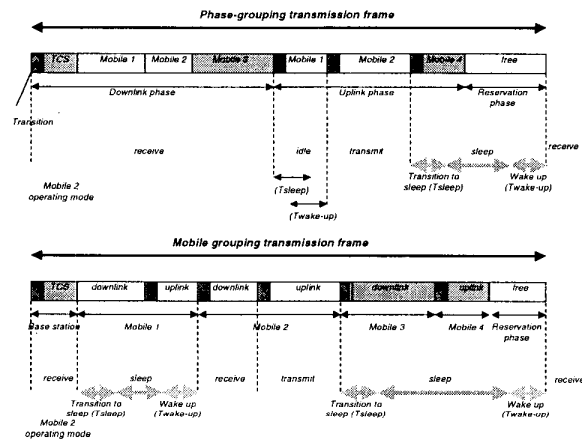 Phase-grouping transmission frame
TCS Mobile 1 Mobile 2 Mobile 3 Mobile 1 Mobile 2 Mobile 4 free
Downlink phase Uplink phase Reservation phase
Transition
receive idle transmit sleep receive
Mobile 2 operating mode
(Tsleep)
(Twake-up)
Transition to sleep (Tsleep)
Wake up (Twake-up)
Mobile grouping transmission frame
TCS downlink uplink downlink uplink downlink uplink free
Base station Mobile 1 Mobile 2 Mobile 3 Mobile 4 Reservation phase
receive sleep receive transmit sleep receive
Transition to sleep (Tsleep)
Wake up (Twake-up)
Transition to sleep (Tsleep)
Wake up (Twake-up)
Mobile 2 operating mode